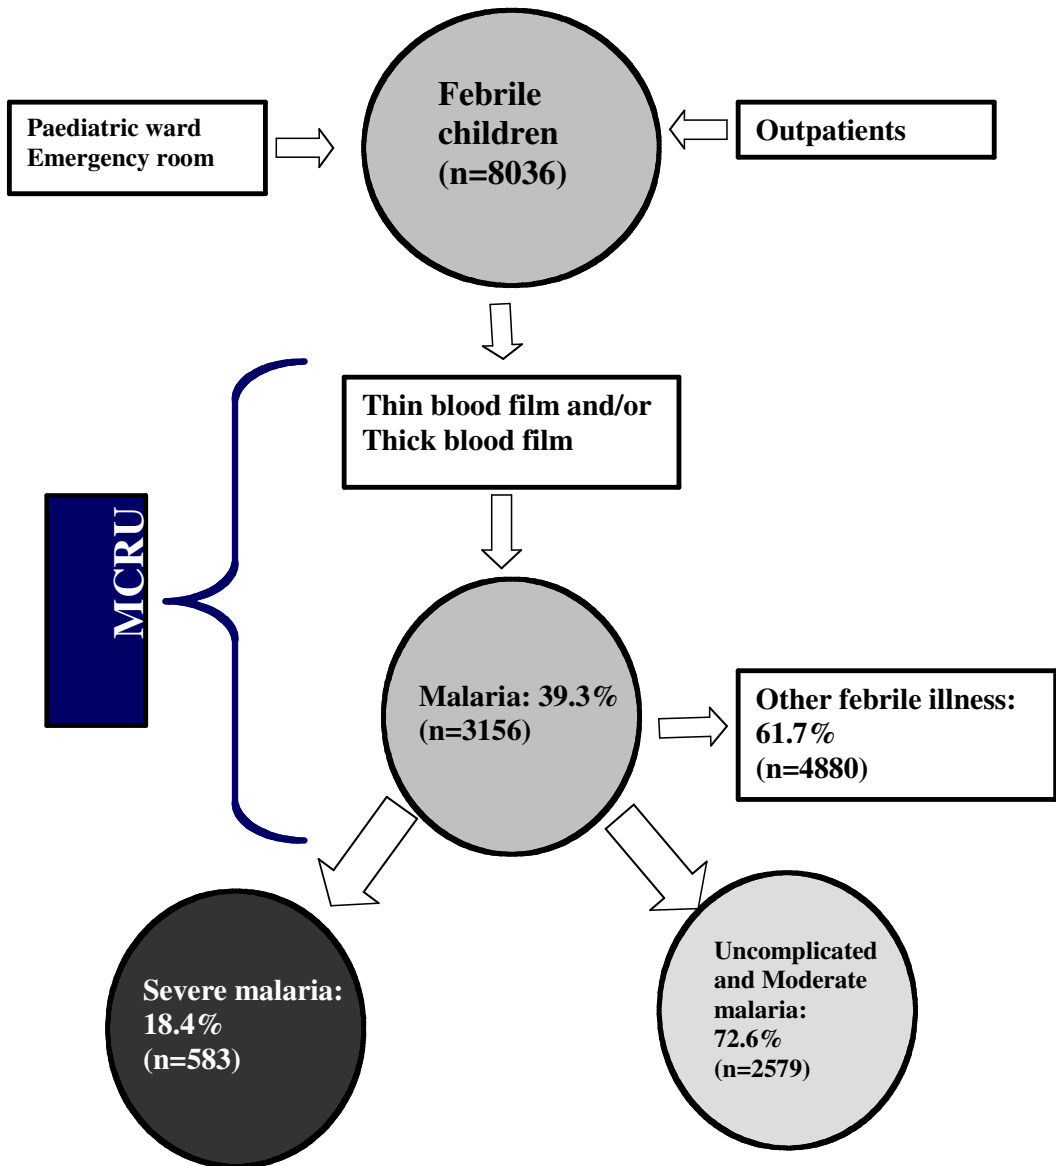 Febrile
children
(n=8036)
Paediatric ward
Emergency room
Outpatients
Thin blood film and/or
Thick blood film
MCRU
Malaria: 39.3%
(n=3156)
Other febrile illness:
61.7%
(n=4880)
Severe malaria:
18.4%
(n=583)
Uncomplicated
and Moderate
malaria:
72.6%
(n=2579)